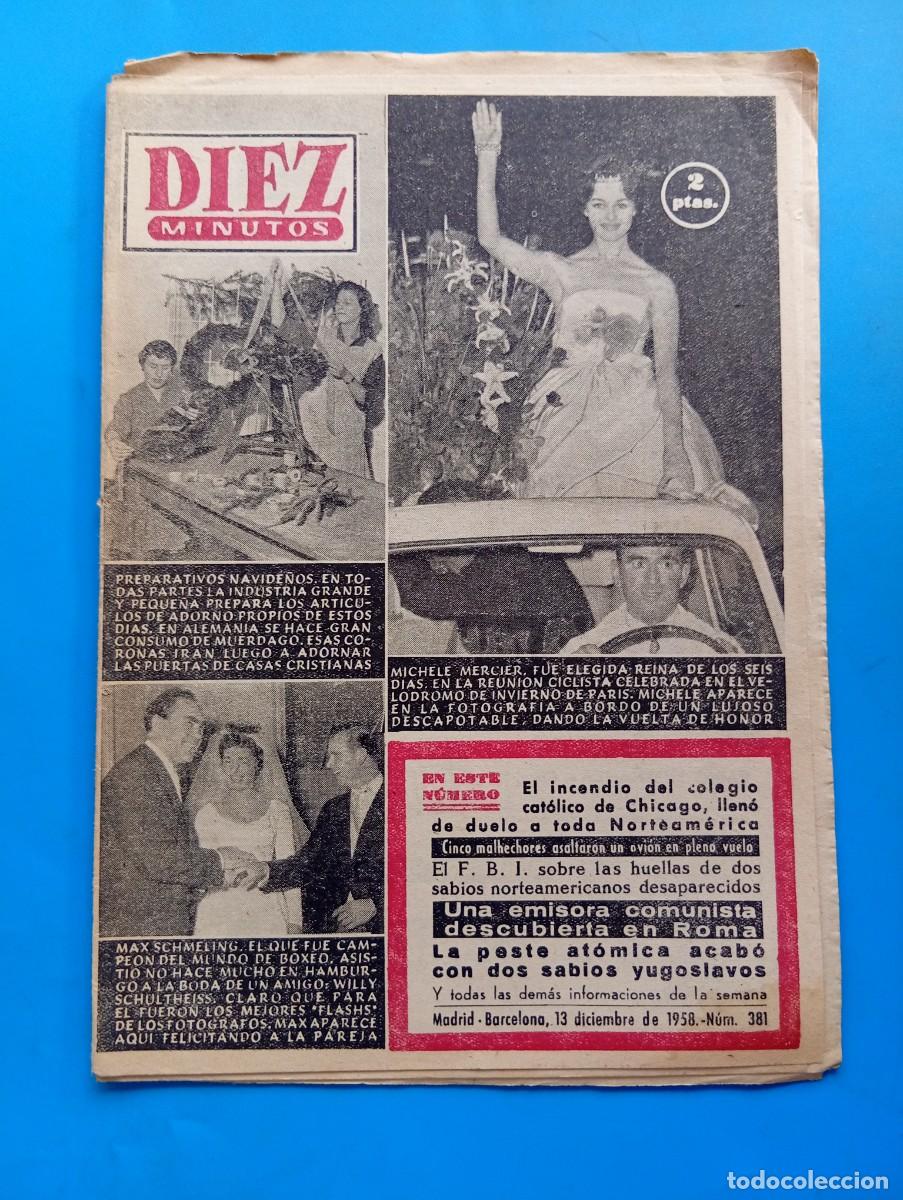 DIEZ
MINUTOS
2
ptas.
PREPARATIVOS NAVIDEÑOS. EN TO-
DAS PARTES LA INDUSTRIA GRANDE
Y PEQUEÑA PREPARA LOS ARTICU-
LOS DE ADORNO PROPIOS DE ESTOS
DIAS. EN ALEMANIA SE HACE GRAN
CONSUMO DE MUERDAGO. ESAS CO-
RONAS IRAN LUEGO A ADORNAR
LAS PUERTAS DE CASAS CRISTIANAS
MICHELE MERCIER, FUE ELEGIDA REINA DE LOS SEIS
DIAS, EN LA REUNION CICLISTA CELEBRADA EN EL VE-
LODROMO DE INVIERNO DE PARIS. MICHELE APARECE
EN LA FOTOGRAFIA A BORDO DE UN LUJOSO
DESCAPOTABLE, DANDO LA VUELTA DE HONOR
MAX SCHMELING, EL QUE FUE CAM-
PEON DEL MUNDO DE BOXEO, ASIS-
TIO NO HACE MUCHO EN HAMBUR-
GO A LA BODA DE UN AMIGO: WILLY
SCHULTHEISS. CLARO QUE PARA
EL FUERON LOS MEJORES "FLASHS"
DE LOS FOTOGRAFOS. MAX APARECE
AQUI FELICITANDO A LA PAREJA
EN ESTE
NÚMERO
El incendio del colegio
católico de Chicago, llenó
de duelo a toda Norteamérica
Cinco malhechores asaltaron un avión en pleno vuelo
El F. B. I. sobre las huellas de dos
sabios norteamericanos desaparecidos
Una emisora comunista
descubierta en Roma
La peste atómica acabó
con dos sabios yugoslavos
Y todas las demás informaciones de la semana
Madrid - Barcelona, 13 diciembre de 1958.-Núm. 381
todocoleccion